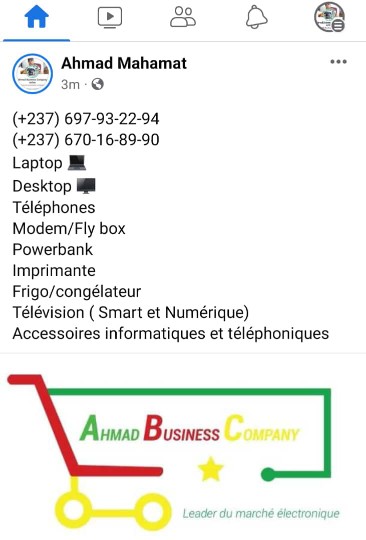 Ahmad Mahamat
3m ·
(+237) 697-93-22-94
(+237) 670-16-89-90
Laptop 💻
Desktop 🖥️
Téléphones
Modem/Fly box
Powerbank
Imprimante
Frigo/congélateur
Télévision ( Smart et Numérique)
Accessoires informatiques et téléphoniques
AHMAD BUSINESS COMPANY
Leader du marché électronique